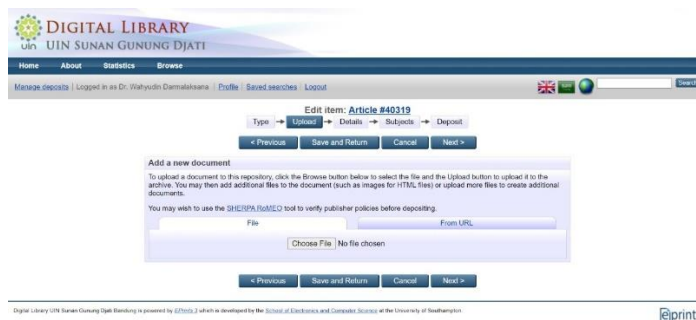 DIGITAL LIBRARY
uin UIN SUNAN GUNUNG DJATI
Home About Statistics Browse
Manage deposits | Logged in as Dr. Wahyudin Darmalaksana | Profile | Saved searches | Logout
Search
Edit item: Article #40319
Type → Upload → Details → Subjects → Deposit
< Previous Save and Return Cancel Next >
Add a new document
To upload a document to this repository, click the Browse button below to select the file and the Upload button to upload it to the
archive. You may then add additional files to the document (such as images for HTML files) or upload more files to create additional
documents.
You may wish to use the SHERPA RoMEO tool to verify publisher policies before depositing.
File From URL
Choose File No file chosen
< Previous Save and Return Cancel Next >
Digital Library UIN Sunan Gunung Djati Bandung is powered by EPrints 3 which is developed by the School of Electronics and Computer Science at the University of Southampton.
eprint